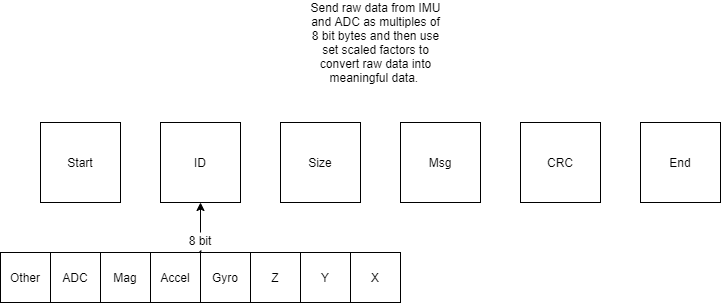 Send raw data from IMU
and ADC as multiples of
8 bit bytes and then use
set scaled factors to
convert raw data into
meaningful data.
Start ID Size Msg CRC End
8 bit
Other ADC Mag Accel Gyro Z Y X